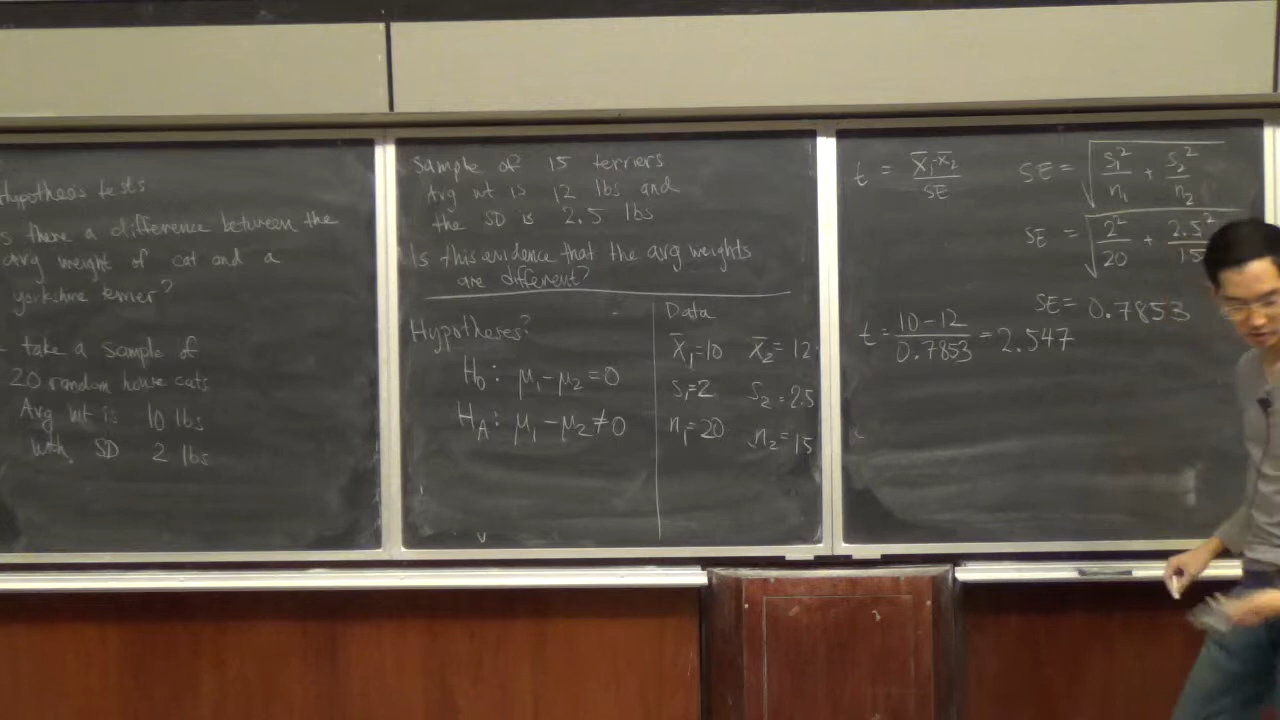 Hypothesis tests
s there a difference between the
avg weight of cat and a
yorkshire terrier?
- take a sample of
20 random house cats
Avg wt is 10 lbs
with SD 2 lbs
Sample of 15 terriers
Avg wt is 12 lbs and
the SD is 2.5 lbs
Is this evidence that the avg weights
are different?
Hypotheses?
H₀: μ₁-μ₂=0
H_A: μ₁-μ₂≠0
Data
x̄₁=10 x̄₂=12
s₁=2 s₂=2.5
n₁=20 n₂=15
t = (x̄₁-x̄₂)/SE
SE = √(s₁²/n₁ + s₂²/n₂)
SE = √(2²/20 + 2.5²/15)
SE = 0.7853
t = (10-12)/0.7853 = 2.547